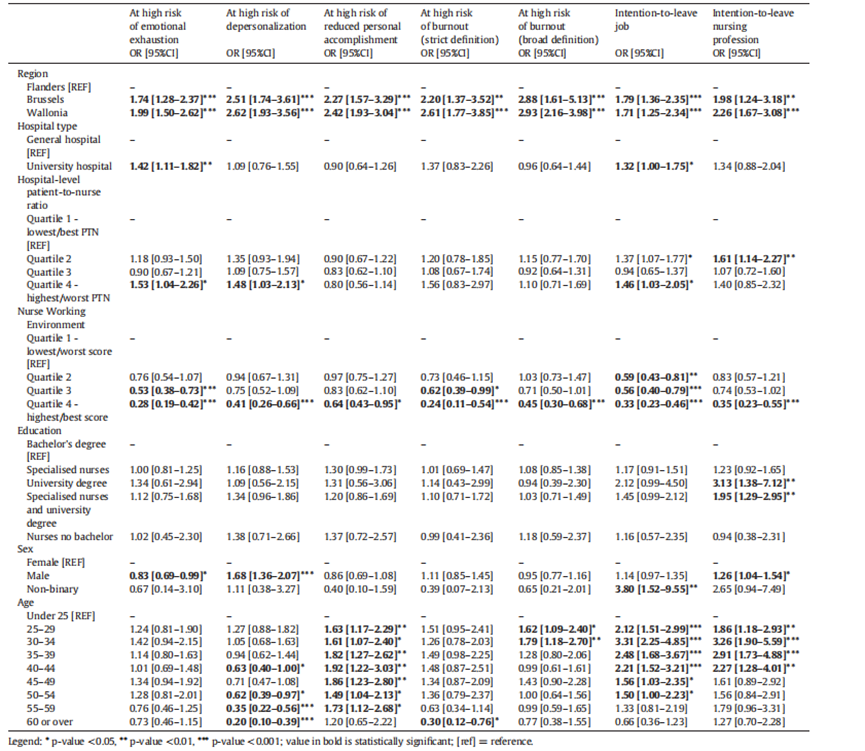 At high risk of emotional exhaustion OR [95%CI] At high risk of depersonalization OR [95%CI] At high risk of reduced personal accomplishment OR [95%CI] At high risk of burnout (strict definition) OR [95%CI] At high risk of burnout (broad definition) OR [95%CI] Intention-to-leave job OR [95%CI] Intention-to-leave nursing profession OR [95%CI]
Region
Flanders [REF] – – – – – – –
Brussels 1.74 [1.28–2.37]*** 2.51 [1.74–3.61]*** 2.27 [1.57–3.29]*** 2.20 [1.37–3.52]** 2.88 [1.61–5.13]*** 1.79 [1.36–2.35]*** 1.98 [1.24–3.18]**
Wallonia 1.99 [1.50–2.62]*** 2.62 [1.93–3.56]*** 2.42 [1.93–3.04]*** 2.61 [1.77–3.85]*** 2.93 [2.16–3.98]*** 1.71 [1.25–2.34]*** 2.26 [1.67–3.08]***
Hospital type
General hospital – – – – – – –
[REF]
University hospital 1.42 [1.11–1.82]** 1.09 [0.76–1.55] 0.90 [0.64–1.26] 1.37 [0.83–2.26] 0.96 [0.64–1.44] 1.32 [1.00–1.75]* 1.34 [0.88–2.04]
Hospital-level
patient-to-nurse
ratio
Quartile 1 - – – – – – – –
lowest/best PTN
[REF]
Quartile 2 1.18 [0.93–1.50] 1.35 [0.93–1.94] 0.90 [0.67–1.22] 1.20 [0.78–1.85] 1.15 [0.77–1.70] 1.37 [1.07–1.77]* 1.61 [1.14–2.27]**
Quartile 3 0.90 [0.67–1.21] 1.09 [0.75–1.57] 0.83 [0.62–1.10] 1.08 [0.67–1.74] 0.92 [0.64–1.31] 0.94 [0.65–1.37] 1.07 [0.72–1.60]
Quartile 4 - 1.53 [1.04–2.26]* 1.48 [1.03–2.13]* 0.80 [0.56–1.14] 1.56 [0.83–2.97] 1.10 [0.71–1.69] 1.46 [1.03–2.05]* 1.40 [0.85–2.32]
highest/worst PTN
Nurse Working
Environment – – – – – – –
Quartile 1 -
lowest/worst score
[REF]
Quartile 2 0.76 [0.54–1.07] 0.94 [0.67–1.31] 0.97 [0.75–1.27] 0.73 [0.46–1.15] 1.03 [0.73–1.47] 0.59 [0.43–0.81]** 0.83 [0.57–1.21]
Quartile 3 0.53 [0.38–0.73]*** 0.75 [0.52–1.09] 0.83 [0.62–1.10] 0.62 [0.39–0.99]* 0.71 [0.50–1.01] 0.56 [0.40–0.79]*** 0.74 [0.53–1.02]
Quartile 4 - 0.28 [0.19–0.42]*** 0.41 [0.26–0.66]*** 0.64 [0.43–0.95]* 0.24 [0.11–0.54]*** 0.45 [0.30–0.68]*** 0.33 [0.23–0.46]*** 0.35 [0.23–0.55]***
highest/best score
Education
Bachelor's degree – – – – – – –
[REF]
Specialised nurses 1.00 [0.81–1.25] 1.16 [0.88–1.53] 1.30 [0.99–1.73] 1.01 [0.69–1.47] 1.08 [0.85–1.38] 1.17 [0.91–1.51] 1.23 [0.92–1.65]
University degree 1.34 [0.61–2.94] 1.09 [0.56–2.15] 1.31 [0.56–3.06] 1.14 [0.43–2.99] 0.94 [0.39–2.30] 2.12 [0.99–4.50] 3.13 [1.38–7.12]**
Specialised nurses 1.12 [0.75–1.68] 1.34 [0.96–1.86] 1.20 [0.86–1.69] 1.10 [0.71–1.72] 1.03 [0.71–1.49] 1.45 [0.99–2.12] 1.95 [1.29–2.95]**
and university
degree
Nurses no bachelor 1.02 [0.45–2.30] 1.38 [0.71–2.66] 1.37 [0.72–2.57] 0.99 [0.41–2.36] 1.18 [0.59–2.37] 1.16 [0.57–2.35] 0.94 [0.38–2.31]
Sex
Female [REF] – – – – – – –
Male 0.83 [0.69–0.99]* 1.68 [1.36–2.07]*** 0.86 [0.69–1.08] 1.11 [0.85–1.45] 0.95 [0.77–1.16] 1.14 [0.97–1.35] 1.26 [1.04–1.54]*
Non-binary 0.67 [0.14–3.10] 1.11 [0.38–3.27] 0.40 [0.10–1.59] 0.39 [0.07–2.13] 0.65 [0.21–2.01] 3.80 [1.52–9.55]** 2.65 [0.94–7.49]
Age
Under 25 [REF] – – – – – – –
25–29 1.24 [0.81–1.90] 1.27 [0.88–1.82] 1.63 [1.17–2.29]** 1.51 [0.95–2.41] 1.62 [1.09–2.40]* 2.12 [1.51–2.99]*** 1.86 [1.18–2.93]**
30–34 1.42 [0.94–2.15] 1.05 [0.68–1.63] 1.61 [1.07–2.40]* 1.26 [0.78–2.03] 1.79 [1.18–2.70]** 3.31 [2.25–4.85]*** 3.26 [1.90–5.59]***
35–39 1.14 [0.80–1.63] 0.94 [0.62–1.44] 1.82 [1.27–2.62]** 1.49 [0.98–2.25] 1.28 [0.80–2.06] 2.48 [1.68–3.67]*** 2.91 [1.73–4.88]***
40–44 1.01 [0.69–1.48] 0.63 [0.40–1.00]* 1.92 [1.22–3.03]** 1.48 [0.87–2.51] 0.99 [0.61–1.61] 2.21 [1.52–3.21]*** 2.27 [1.28–4.01]**
45–49 1.34 [0.94–1.92] 0.71 [0.47–1.08] 1.86 [1.23–2.80]** 1.34 [0.87–2.09] 1.43 [0.90–2.28] 1.56 [1.03–2.35]* 1.61 [0.89–2.92]
50–54 1.28 [0.81–2.01] 0.62 [0.39–0.97]* 1.49 [1.04–2.13]* 1.36 [0.79–2.37] 1.00 [0.64–1.56] 1.50 [1.00–2.23]* 1.56 [0.84–2.91]
55–59 0.76 [0.46–1.25] 0.35 [0.22–0.56]*** 1.73 [1.12–2.68]* 0.63 [0.34–1.14] 0.99 [0.59–1.65] 1.33 [0.81–2.19] 1.79 [0.96–3.31]
60 or over 0.73 [0.46–1.15] 0.20 [0.10–0.39]*** 1.20 [0.65–2.22] 0.30 [0.12–0.76]* 0.77 [0.38–1.55] 0.66 [0.36–1.23] 1.27 [0.70–2.28]
Legend: * p-value <0.05, ** p-value <0.01, *** p-value <0.001; value in bold is statistically significant; [ref] = reference.